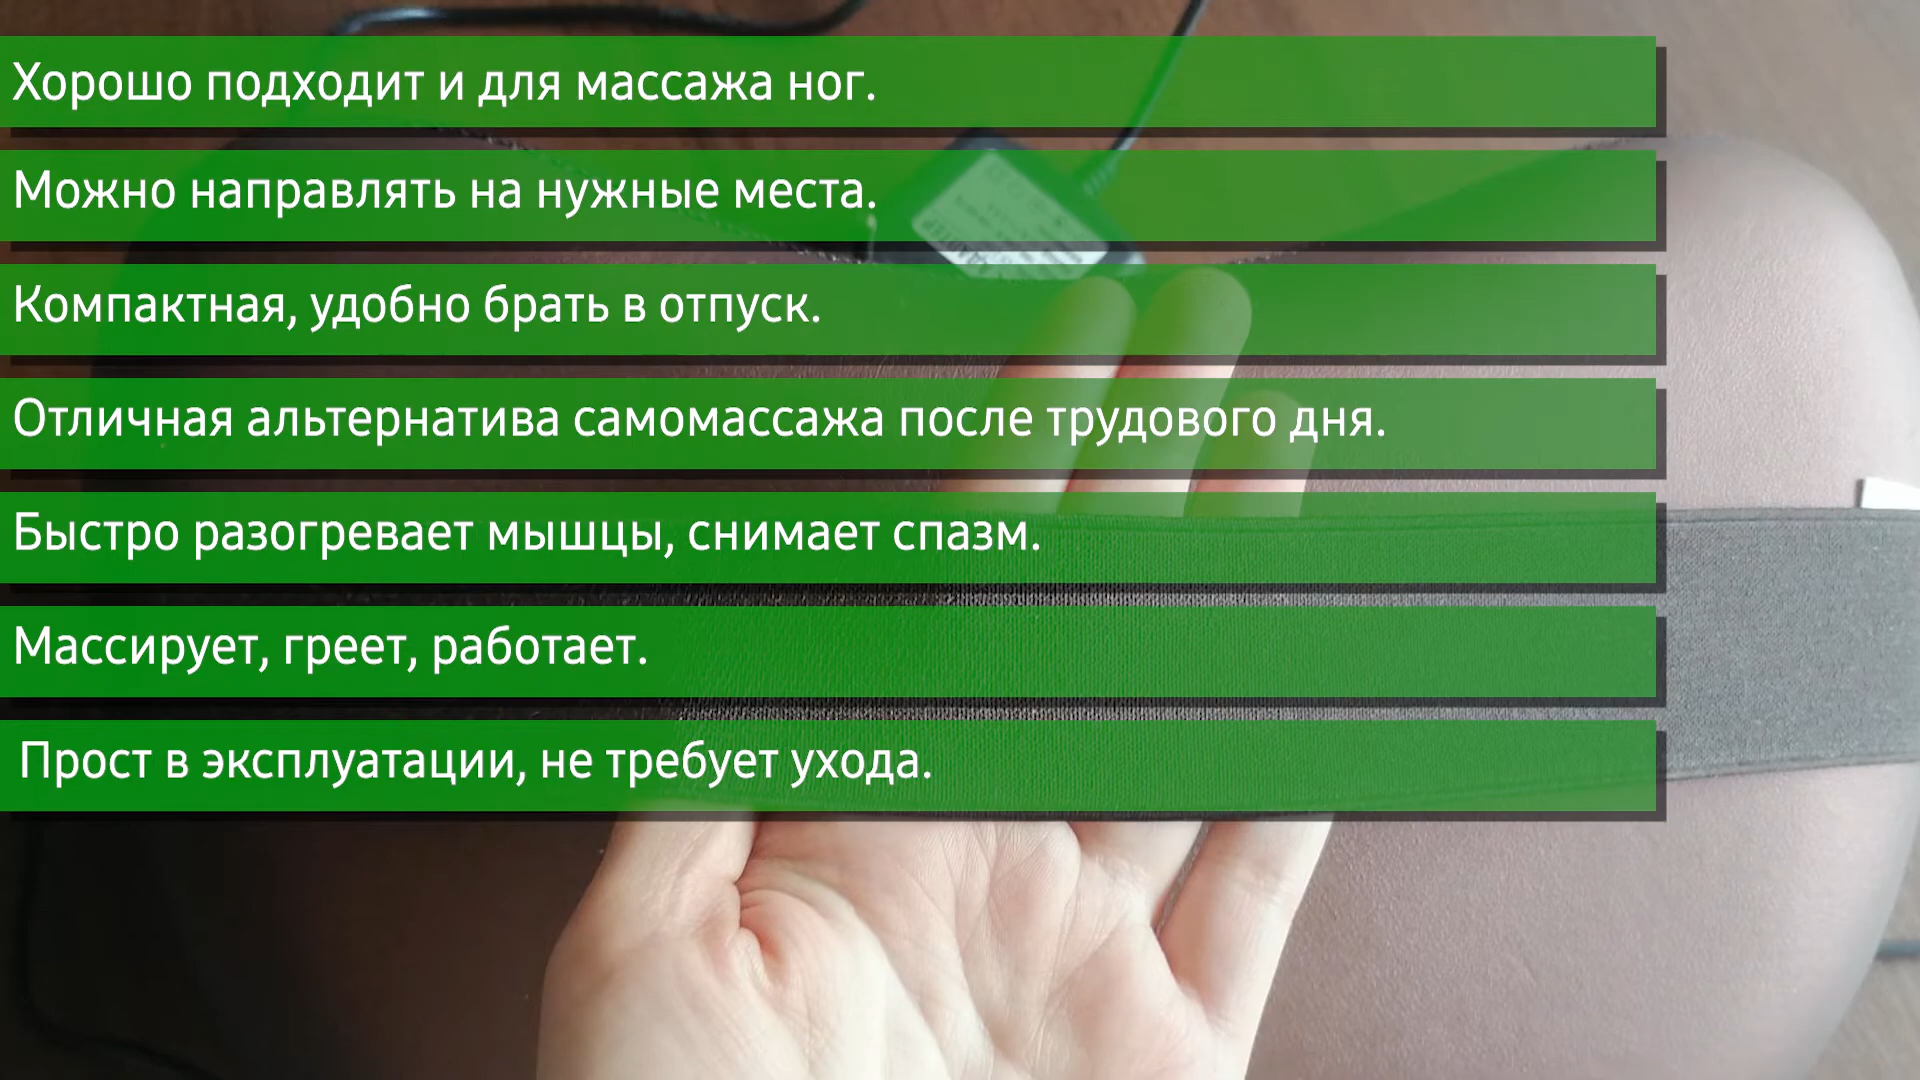 Хорошо подходит и для массажа ног.
Можно направлять на нужные места.
Компактная, удобно брать в отпуск.
Отличная альтернатива самомассажа после трудового дня.
Быстро разогревает мышцы, снимает спазм.
Массирует, греет, работает.
Прост в эксплуатации, не требует ухода.